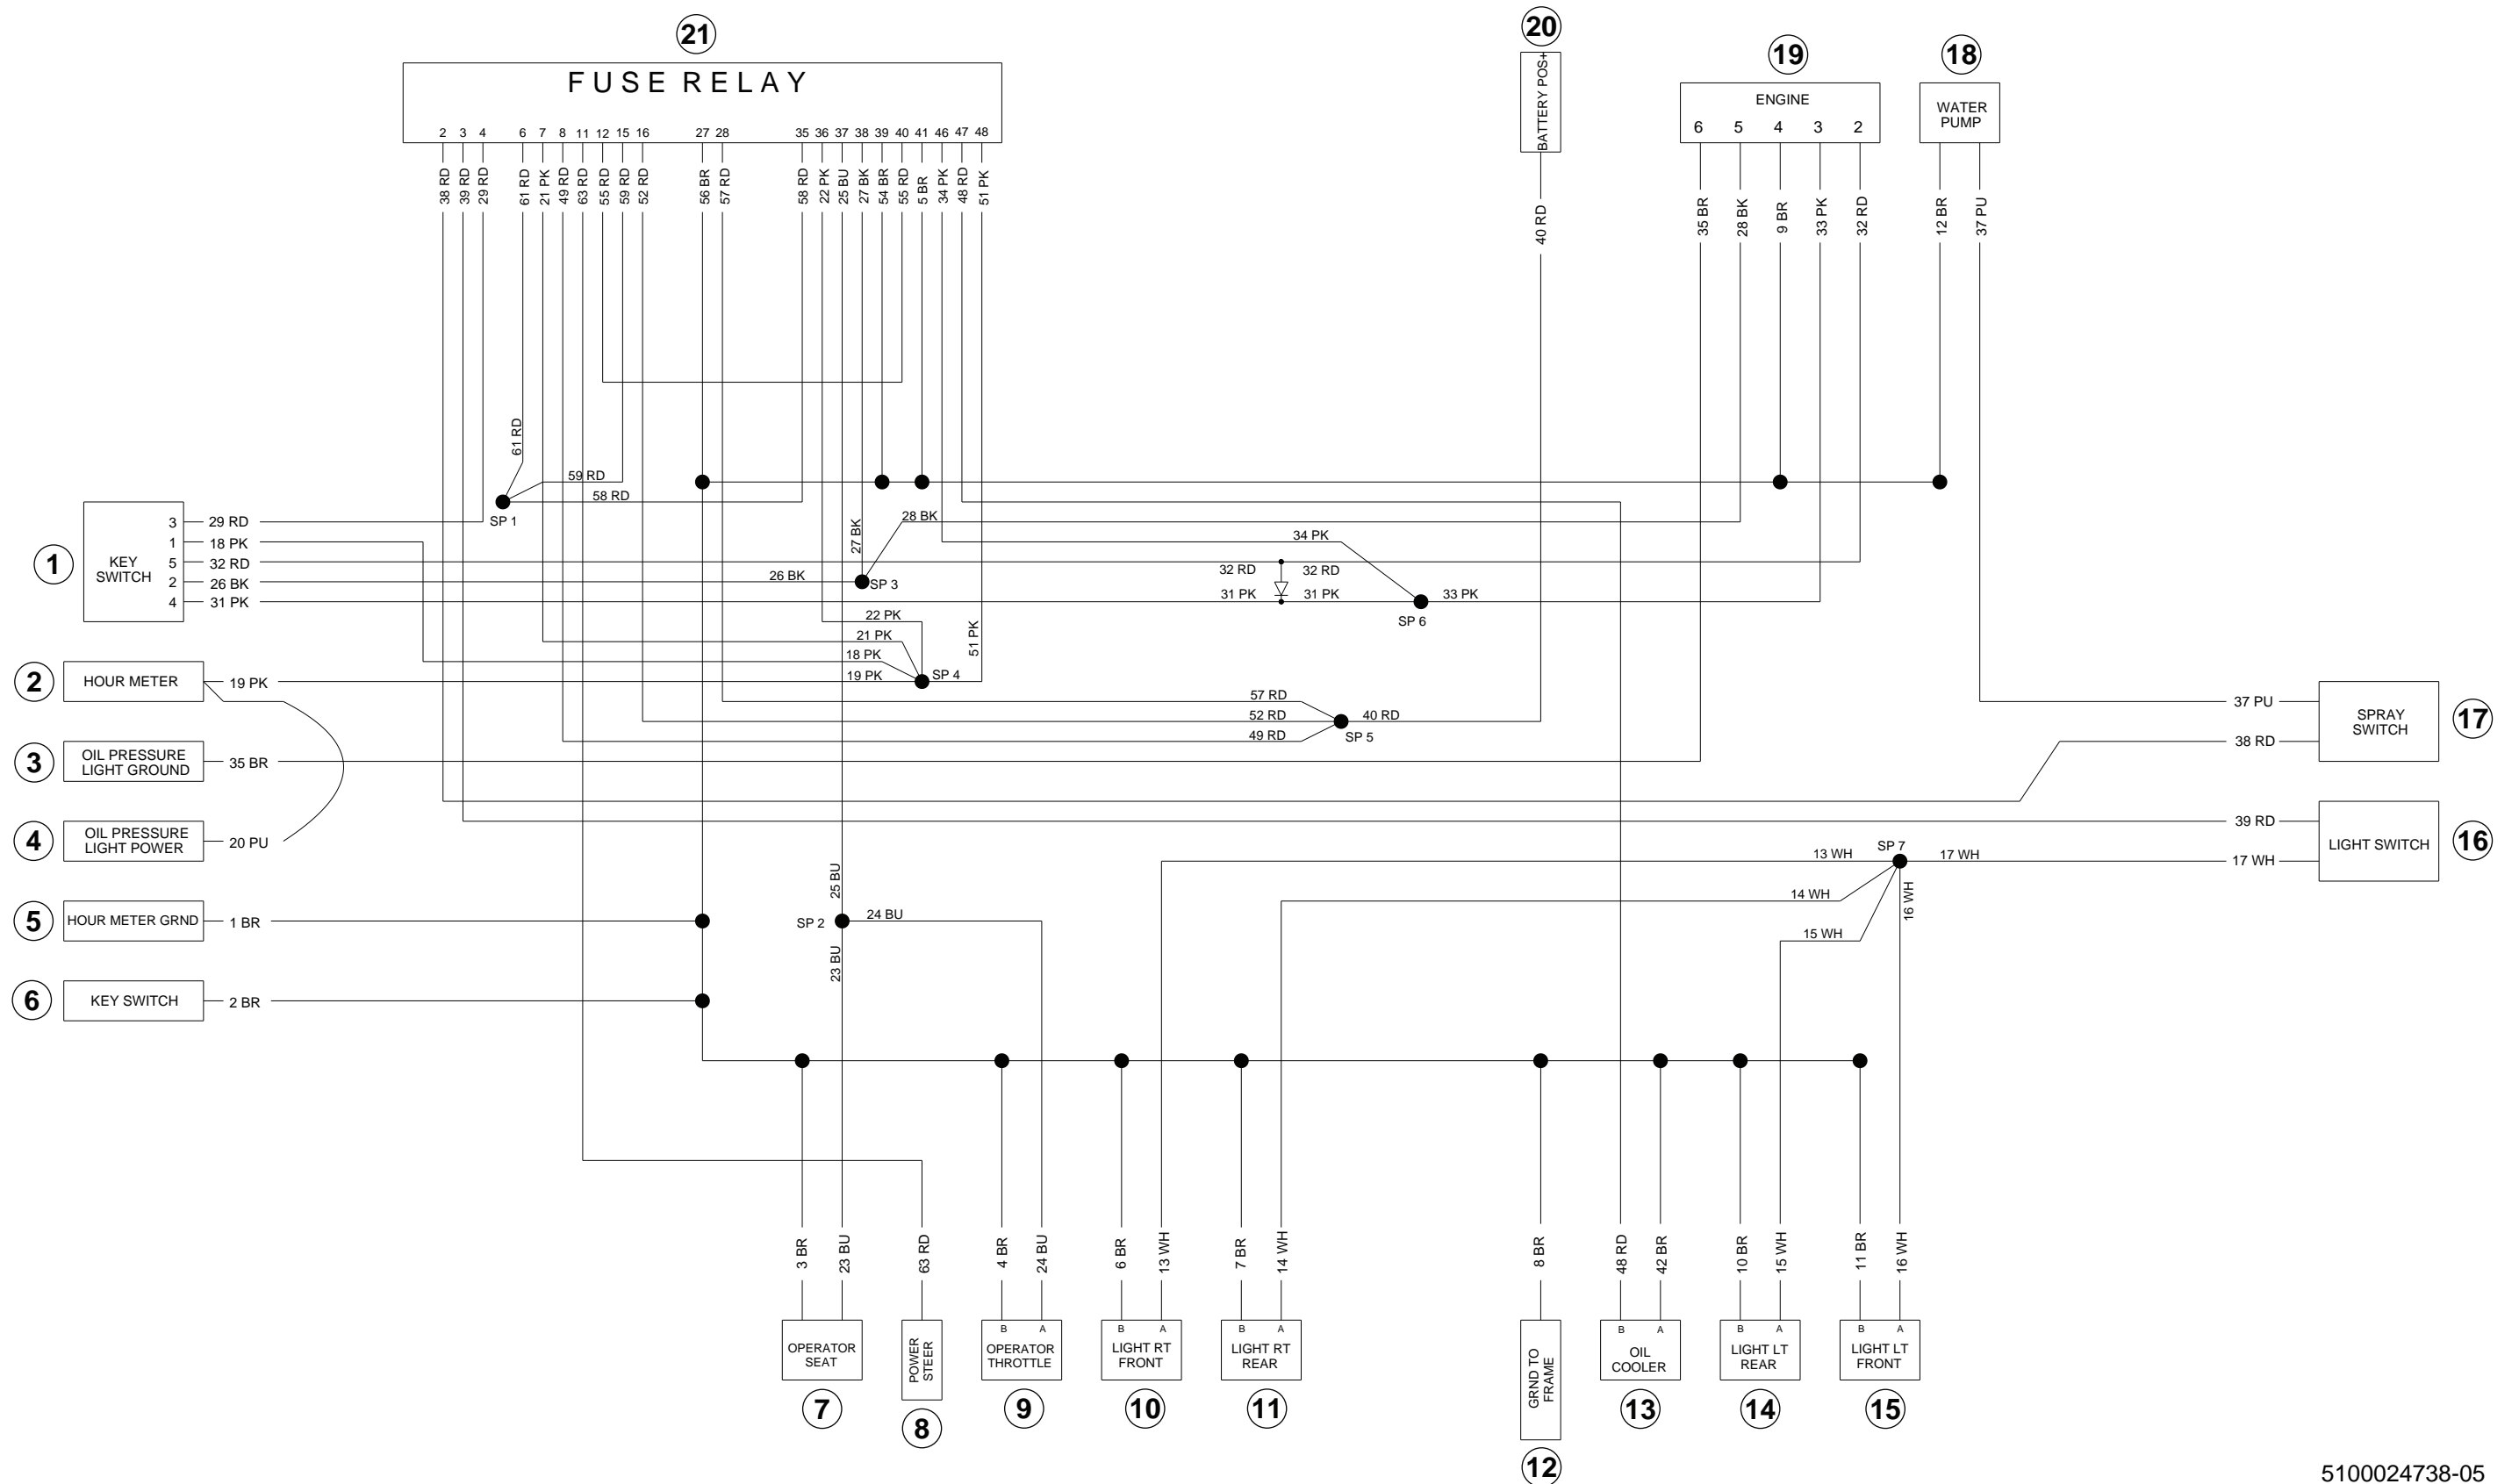 21
20
19
18
FUSE RELAY
BATTERY POS+
ENGINE
6 5 4 3 2
WATER
PUMP
2 3 4 6 7 8 11 12 15 16 27 28 35 36 37 38 39 40 41 46 47 48
38 RD
39 RD
29 RD
61 RD
21 PK
49 RD
63 RD
55 RD
59 RD
52 RD
56 BR
57 RD
58 RD
22 PK
25 BU
27 BK
54 BR
55 RD
5 BR
34 PK
48 RD
51 PK
40 RD
35 BR
28 BK
9 BR
33 PK
32 RD
12 BR
37 PU
61 RD
59 RD
58 RD
SP 1
28 BK
27 BK
34 PK
1
KEY
SWITCH
3 29 RD
1 18 PK
5 32 RD
2 26 BK
4 31 PK
26 BK
SP 3
32 RD
32 RD
31 PK
31 PK
33 PK
SP 6
22 PK
21 PK
18 PK
19 PK
SP 4
51 PK
2
HOUR METER
19 PK
57 RD
52 RD
40 RD
49 RD
SP 5
37 PU
38 RD
SPRAY
SWITCH
17
3
OIL PRESSURE
LIGHT GROUND
35 BR
4
OIL PRESSURE
LIGHT POWER
20 PU
39 RD
17 WH
LIGHT SWITCH
16
SP 7
13 WH
17 WH
14 WH
16 WH
15 WH
5
HOUR METER GRND
1 BR
25 BU
SP 2
24 BU
23 BU
6
KEY SWITCH
2 BR
3 BR
23 BU
63 RD
4 BR
24 BU
6 BR
13 WH
7 BR
14 WH
8 BR
48 RD
42 BR
10 BR
15 WH
11 BR
16 WH
OPERATOR
SEAT
7
POWER
STEER
8
B A
OPERATOR
THROTTLE
9
B A
LIGHT RT
FRONT
10
B A
LIGHT RT
REAR
11
GRND TO
FRAME
12
B A
OIL
COOLER
13
B A
LIGHT LT
REAR
14
B A
LIGHT LT
FRONT
15
5100024738-05